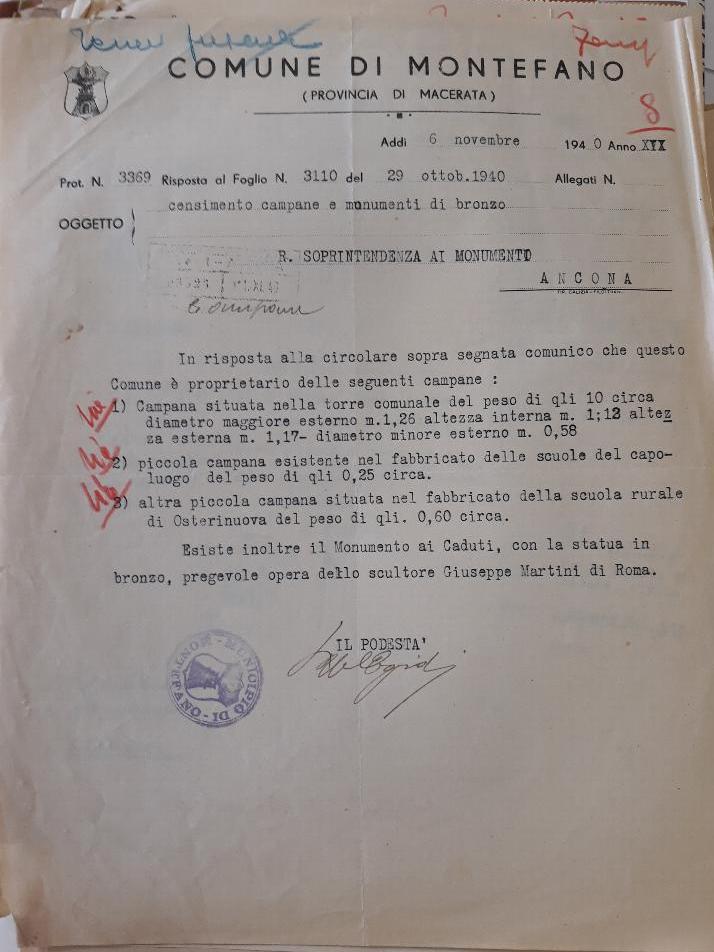 COMUNE DI MONTEFANO
(PROVINCIA DI MACERATA)
8
Addì 6 novembre 1940 Anno XIX
Prot. N. 3369 Risposta al Foglio N. 3110 del 29 ottob.1940 Allegati N.
OGGETTO censimento campane e monumenti di bronzo
R. SOPRINTENDENZA AI MONUMENTO
ANCONA
Campane
In risposta alla circolare sopra segnata comunico che questo
Comune è proprietario delle seguenti campane :
1) Campana situata nella torre comunale del peso di qli 10 circa
diametro maggiore esterno m.1,26 altezza interna m. 1;12 altez
za esterna m. 1,17- diametro minore esterno m. 0,58
2) piccola campana esistente nel fabbricato delle scuole del capo-
luogo del peso di qli 0,25 circa.
3) altra piccola campana situata nel fabbricato della scuola rurale
di Osterinuova del peso di qli. 0,60 circa.
Esiste inoltre il Monumento ai Caduti, con la statua in
bronzo, pregevole opera dello scultore Giuseppe Martini di Roma.
IL PODESTA'
MUNICIPIO DI MONTEFANO